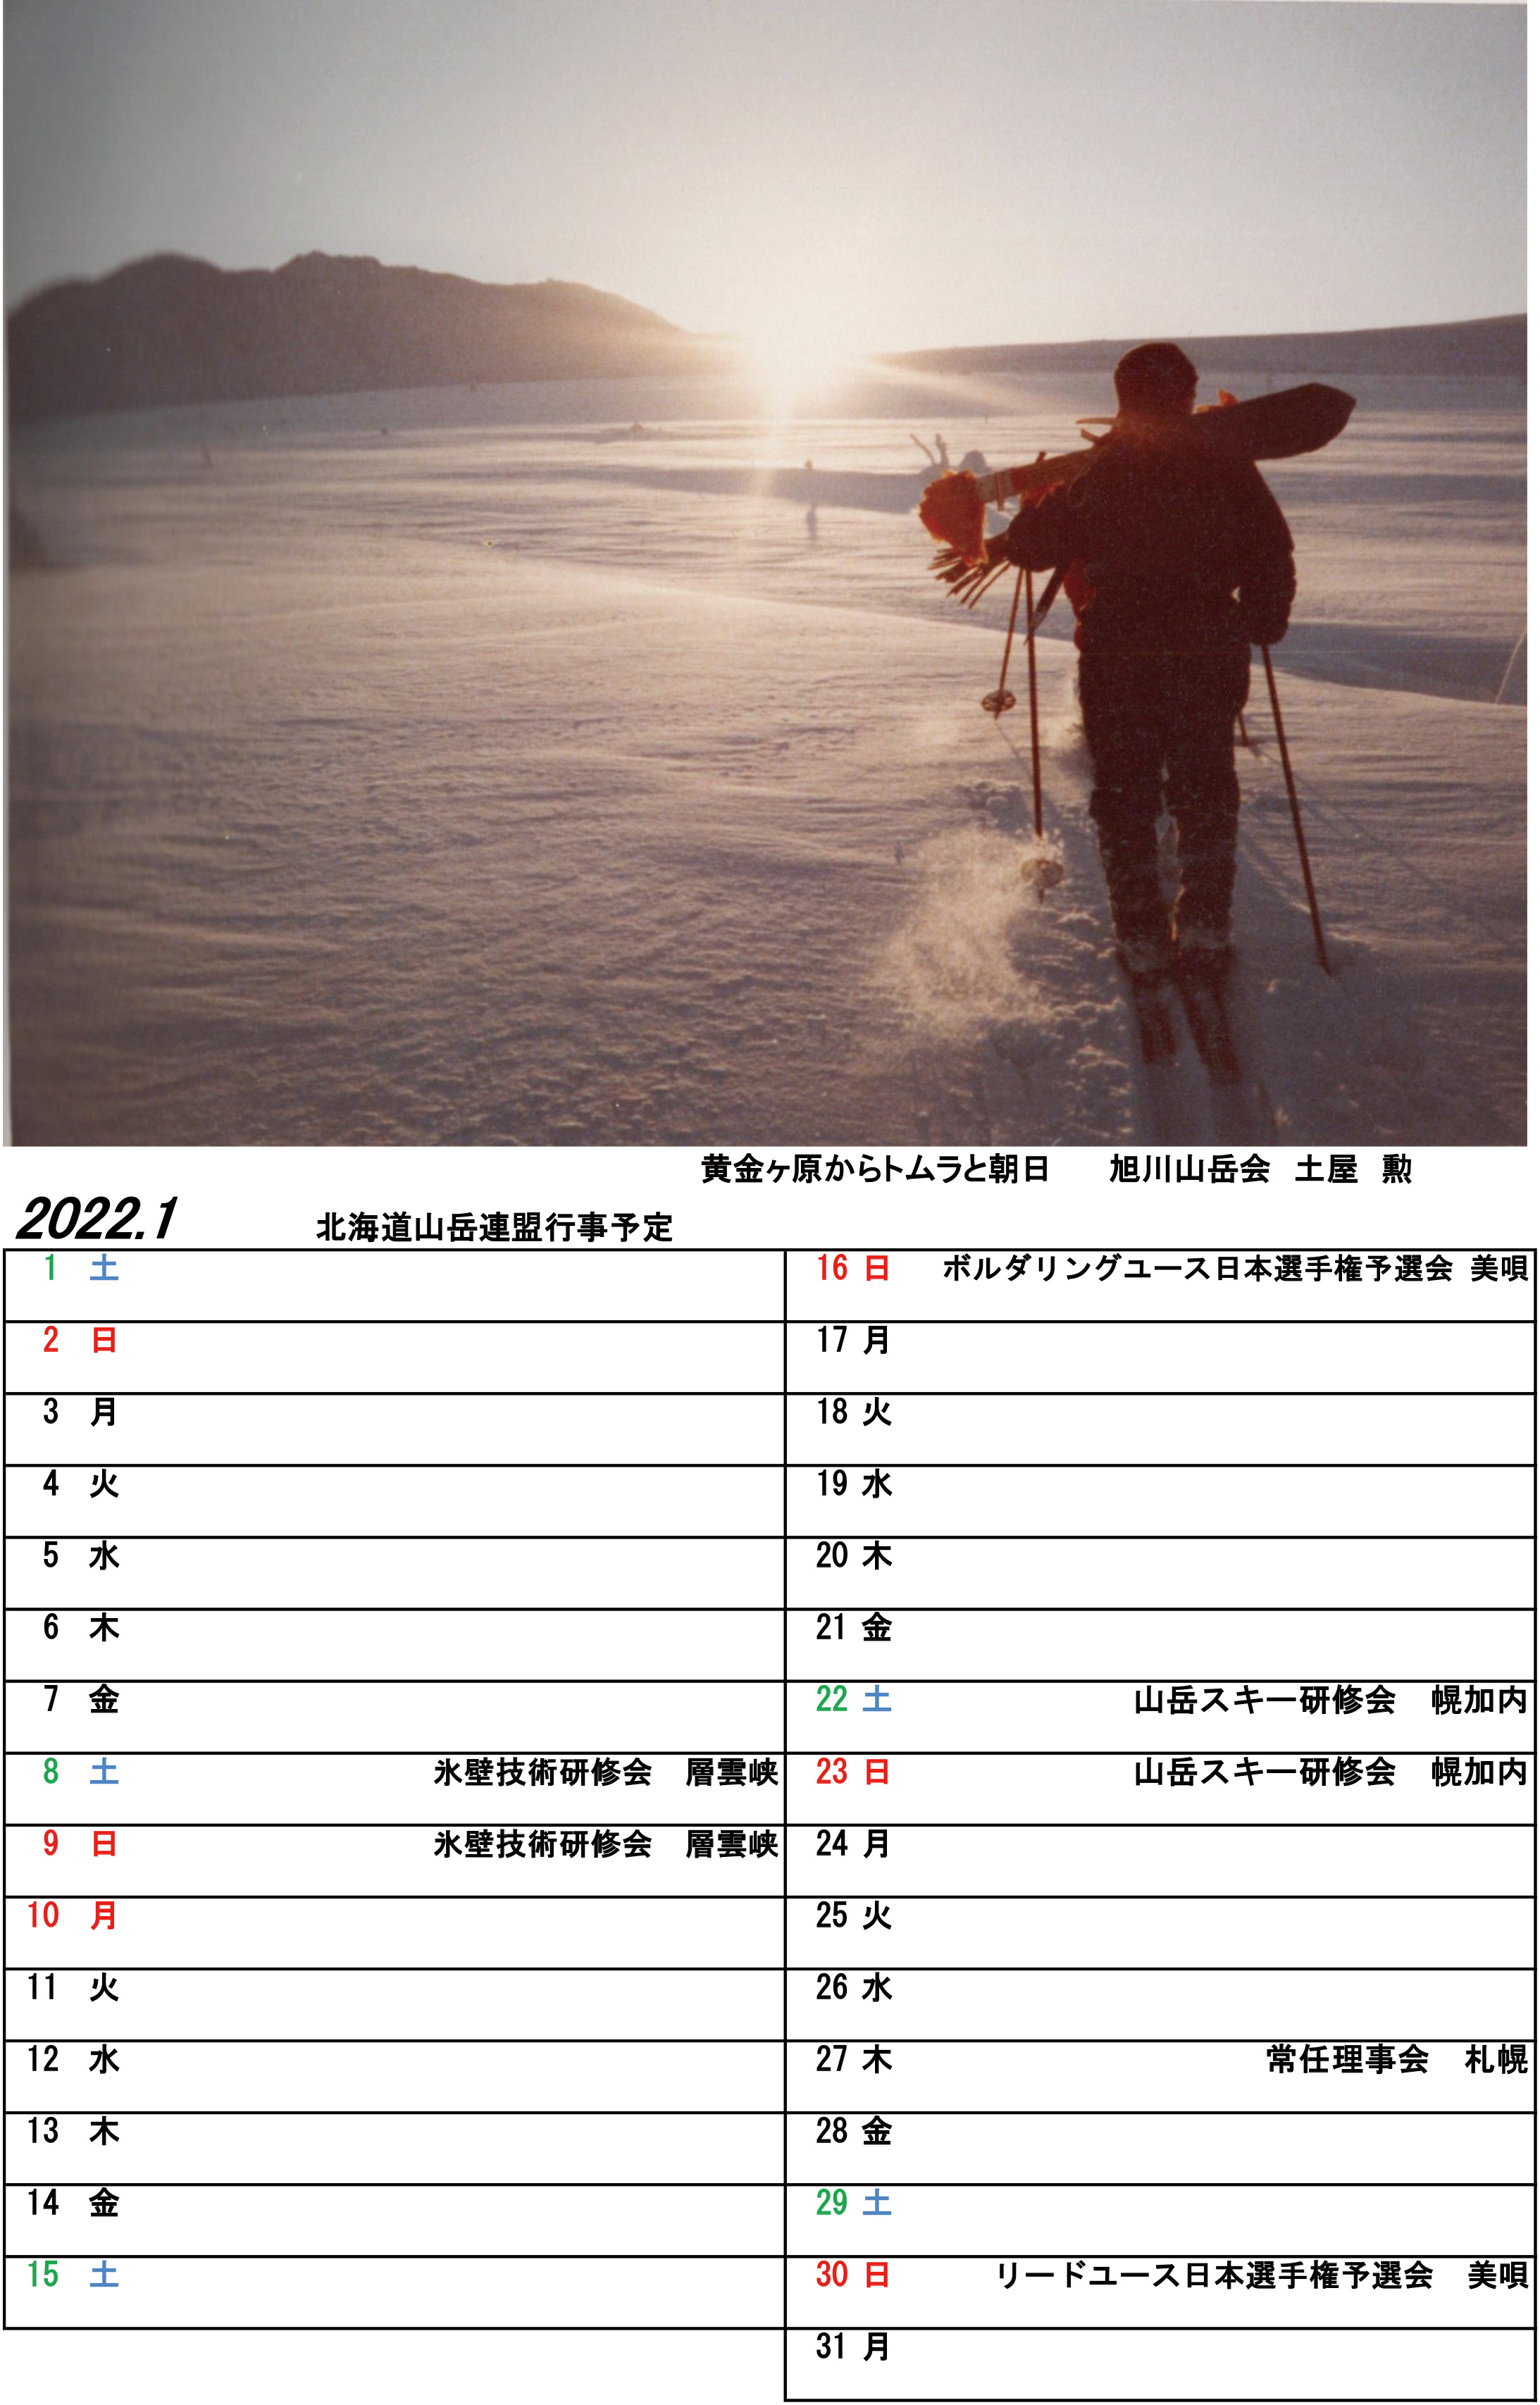 黄金ヶ原からトムラと朝日　旭川山岳会　土屋　勲
2022.1　北海道山岳連盟行事予定
1 土
2 日
3 月
4 火
5 水
6 木
7 金
8 土 氷壁技術研修会　層雲峡
9 日 氷壁技術研修会　層雲峡
10 月
11 火
12 水
13 木
14 金
15 土
16 日 ボルダリングユース日本選手権予選会 美唄
17 月
18 火
19 水
20 木
21 金
22 土 山岳スキー研修会　幌加内
23 日 山岳スキー研修会　幌加内
24 月
25 火
26 水
27 木 常任理事会　札幌
28 金
29 土
30 日 リードユース日本選手権予選会　美唄
31 月